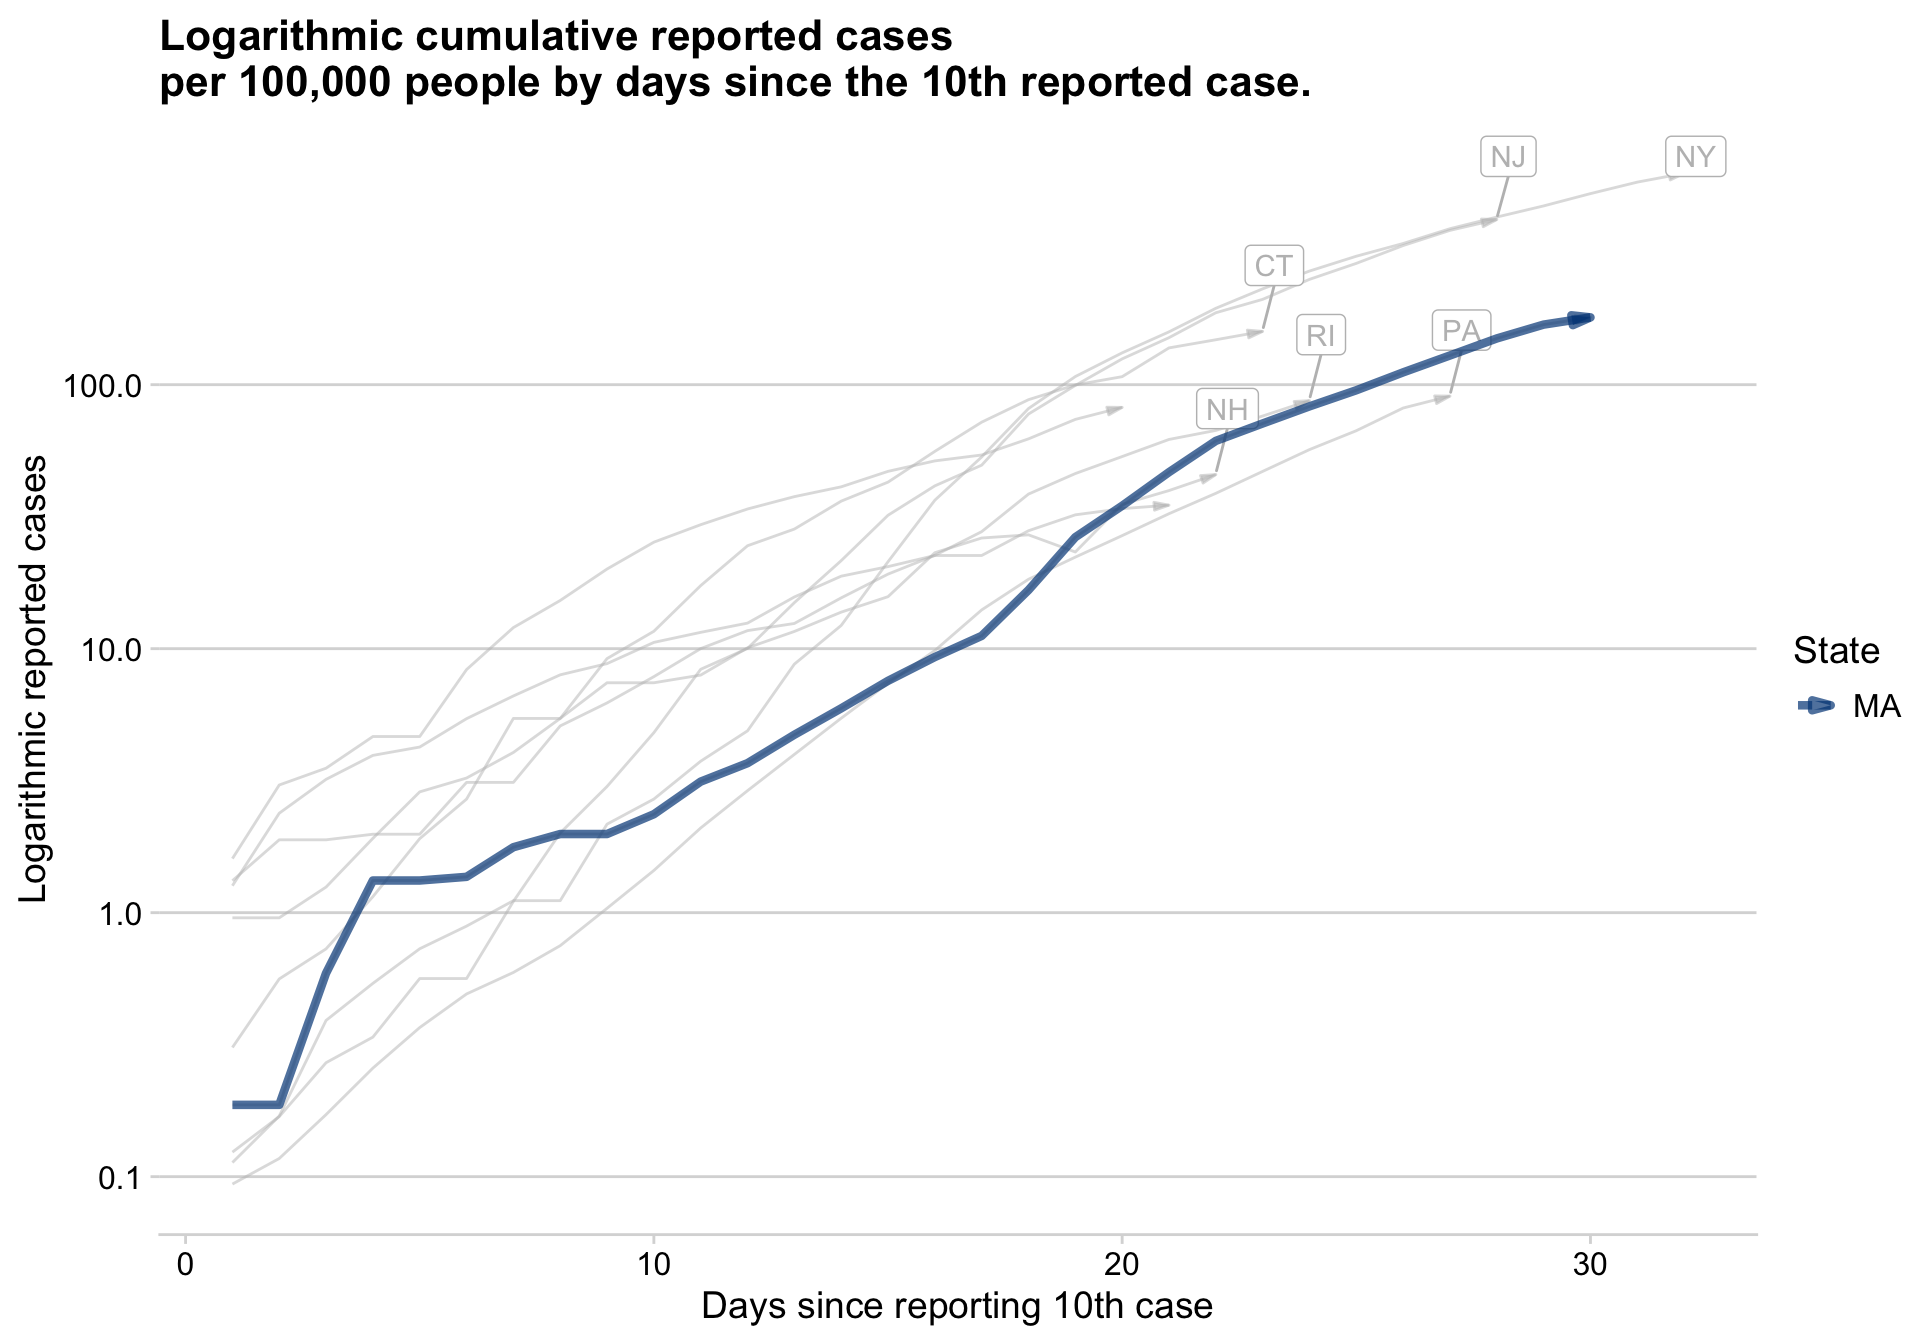 Logarithmic cumulative reported cases
per 100,000 people by days since the 10th reported case.
NJ
NY
CT
RI
PA
NH
100.0
10.0
1.0
0.1
Logarithmic reported cases
State
MA
0
10
20
30
Days since reporting 10th case